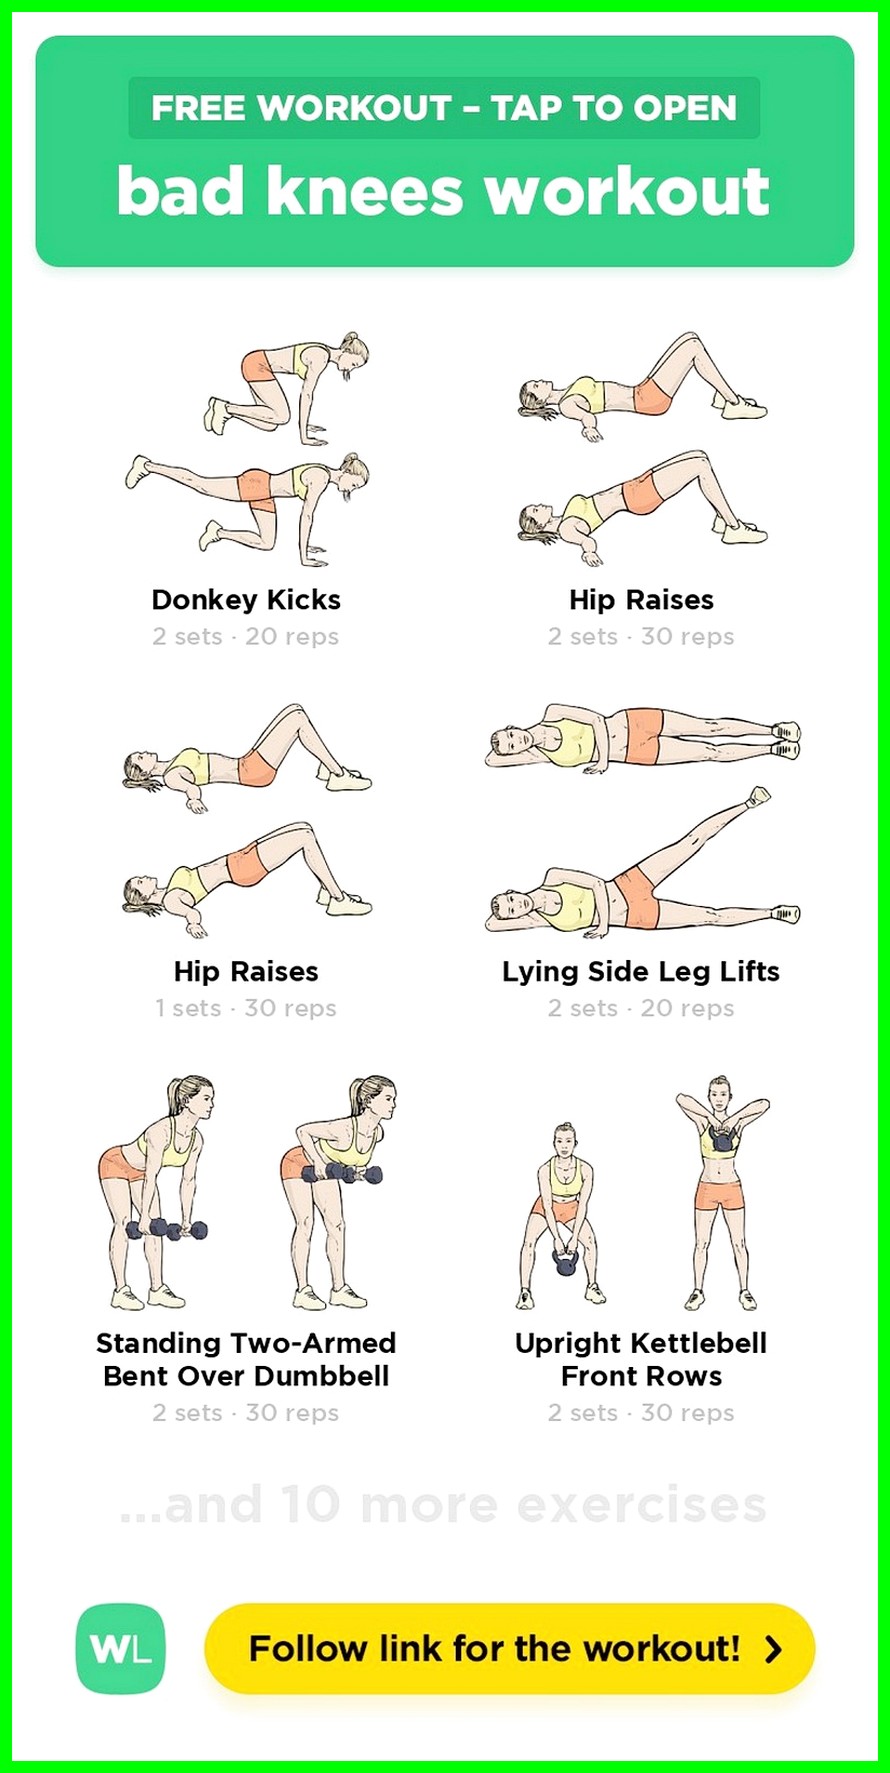 FREE WORKOUT – TAP TO OPEN
bad knees workout
Donkey Kicks
2 sets · 20 reps
Hip Raises
2 sets · 30 reps
Hip Raises
1 sets · 30 reps
Lying Side Leg Lifts
2 sets · 20 reps
Standing Two-Armed
Bent Over Dumbbell
2 sets · 30 reps
Upright Kettlebell
Front Rows
2 sets · 30 reps
...and 10 more exercises
WL
Follow link for the workout!